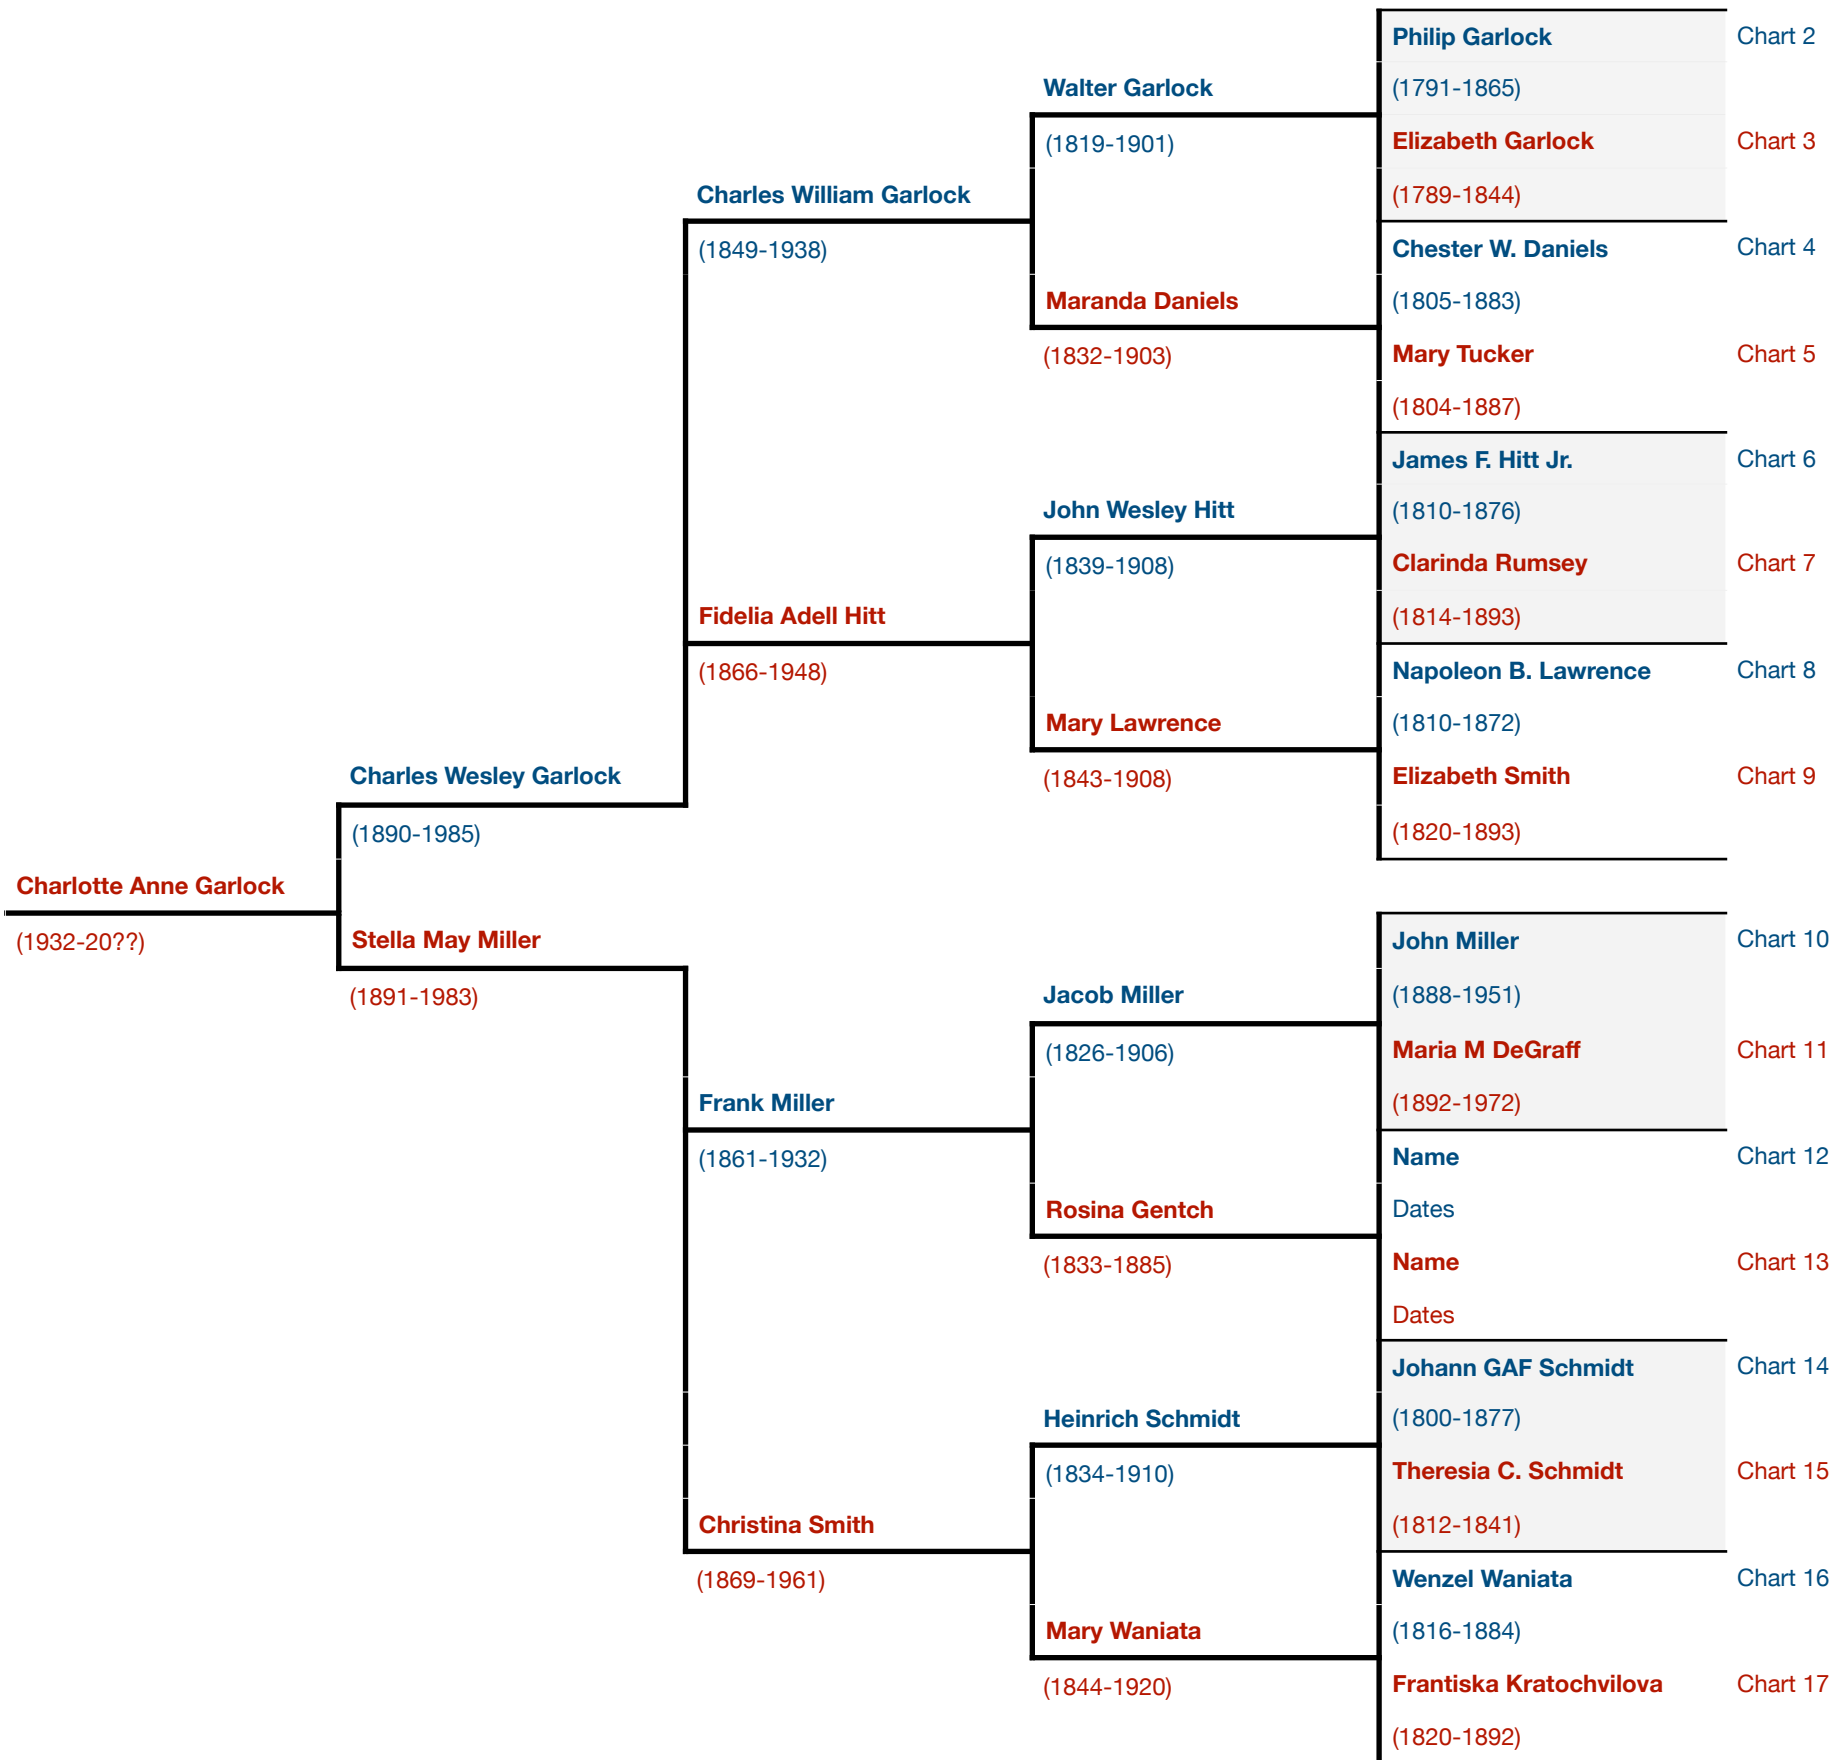 Philip Garlock Chart 2
Walter Garlock (1791-1865)
(1819-1901) Elizabeth Garlock Chart 3
Charles William Garlock (1789-1844)
(1849-1938) Chester W. Daniels Chart 4
Maranda Daniels (1805-1883)
(1832-1903) Mary Tucker Chart 5
(1804-1887)
James F. Hitt Jr. Chart 6
John Wesley Hitt (1810-1876)
(1839-1908) Clarinda Rumsey Chart 7
Fidelia Adell Hitt (1814-1893)
(1866-1948) Napoleon B. Lawrence Chart 8
Mary Lawrence (1810-1872)
Charles Wesley Garlock (1843-1908) Elizabeth Smith Chart 9
(1890-1985) (1820-1893)
Charlotte Anne Garlock
(1932-20??) Stella May Miller John Miller Chart 10
(1891-1983) Jacob Miller (1888-1951)
(1826-1906) Maria M DeGraff Chart 11
Frank Miller (1892-1972)
(1861-1932) Name Chart 12
Rosina Gentch Dates
(1833-1885) Name Chart 13
Dates
Johann GAF Schmidt Chart 14
Heinrich Schmidt (1800-1877)
(1834-1910) Theresia C. Schmidt Chart 15
Christina Smith (1812-1841)
(1869-1961) Wenzel Waniata Chart 16
Mary Waniata (1816-1884)
(1844-1920) Frantiska Kratochvilova Chart 17
(1820-1892)